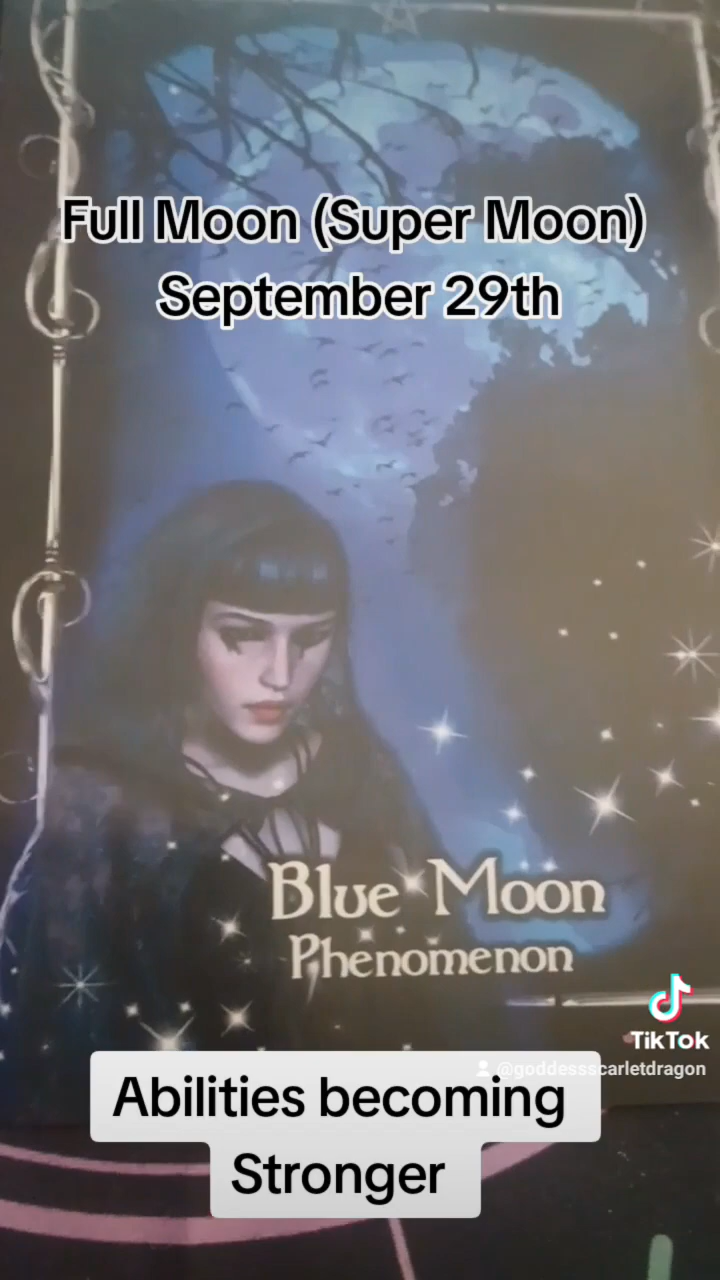 Full Moon (Super Moon)
September 29th
Blue Moon
Phenomenon
TikTok
@goddessscarletdragon
Abilities becoming
Stronger